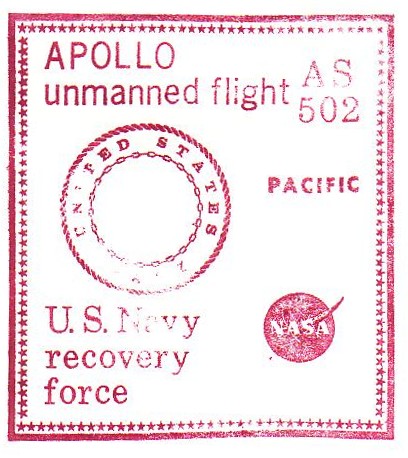 APOLLO
unmanned flight
AS
502
UNITED STATES
PACIFIC
U.S. Navy
recovery
force
NASA